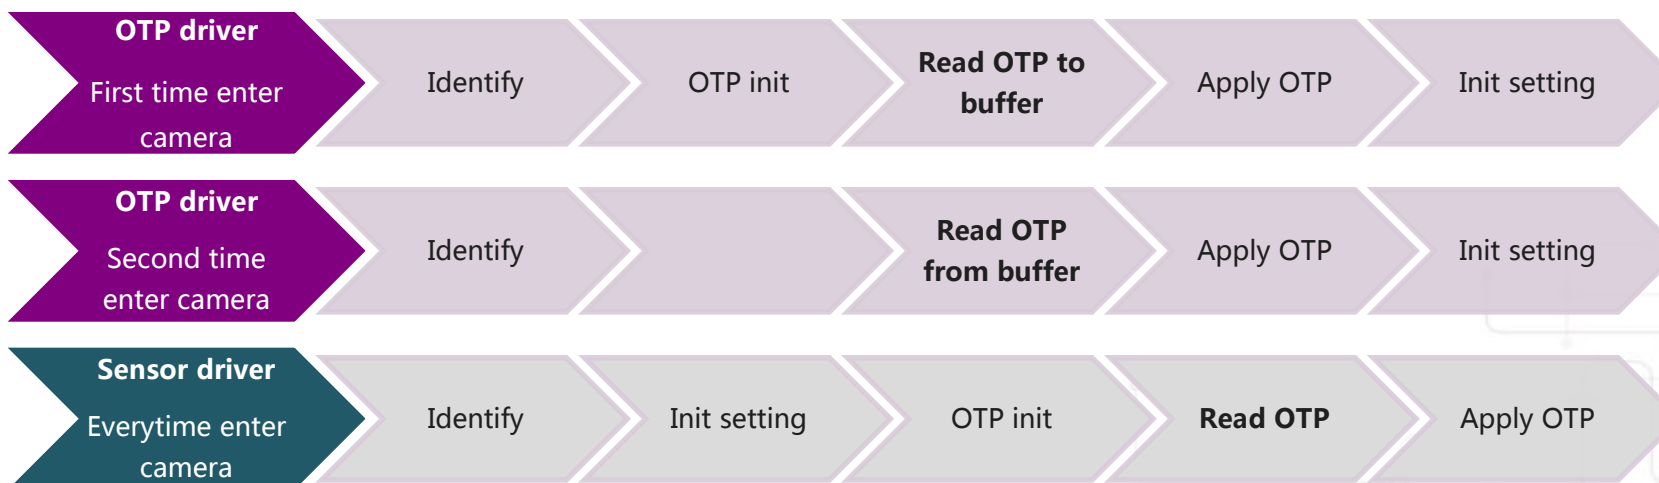 OTP driver
First time enter
camera
Identify
OTP init
Read OTP to
buffer
Apply OTP
Init setting
OTP driver
Second time
enter camera
Identify
Read OTP
from buffer
Apply OTP
Init setting
Sensor driver
Everytime enter
camera
Identify
Init setting
OTP init
Read OTP
Apply OTP